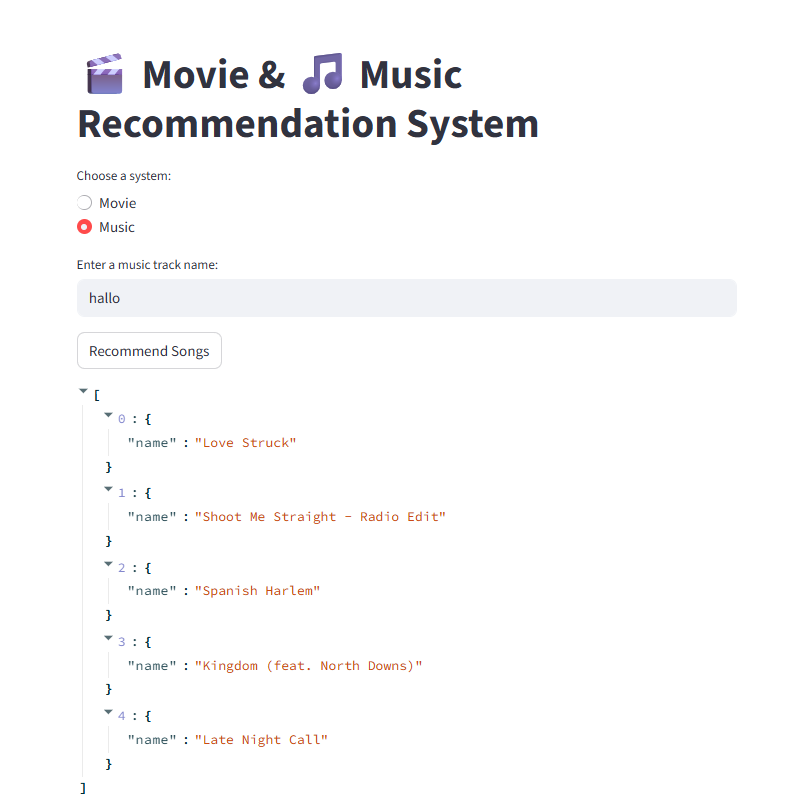 Movie & Music
Recommendation System
Choose a system:
Movie
Music
Enter a music track name:
hallo
Recommend Songs
[
0 : {
"name" : "Love Struck"
}
1 : {
"name" : "Shoot Me Straight - Radio Edit"
}
2 : {
"name" : "Spanish Harlem"
}
3 : {
"name" : "Kingdom (feat. North Downs)"
}
4 : {
"name" : "Late Night Call"
}
]